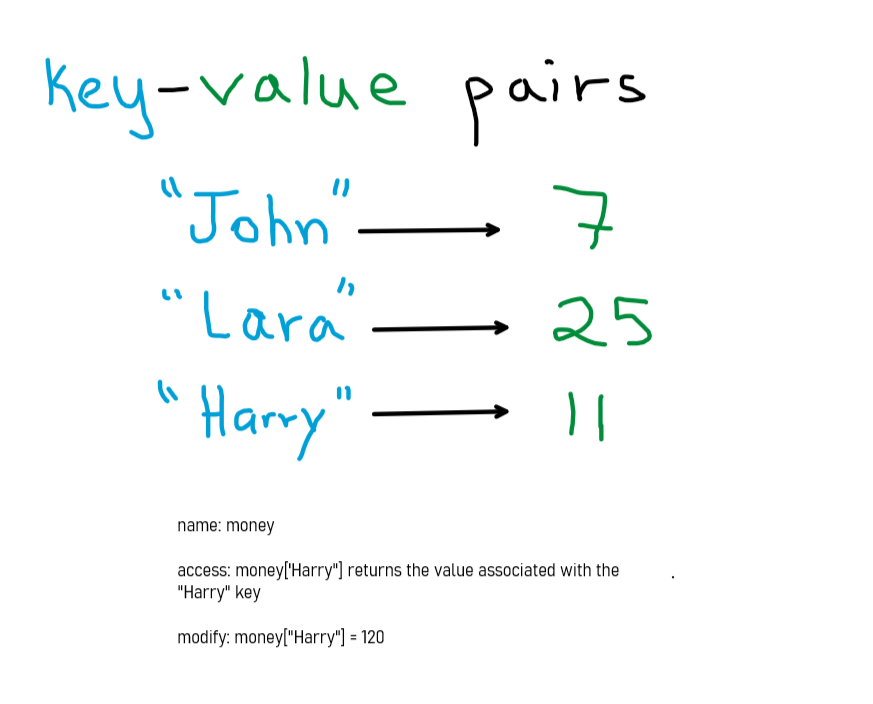 key-value pairs
"John" → 7
"Lara" → 25
"Harry" → 11
name: money
access: money['Harry"] returns the value associated with the
"Harry" key
modify: money["Harry"] = 120